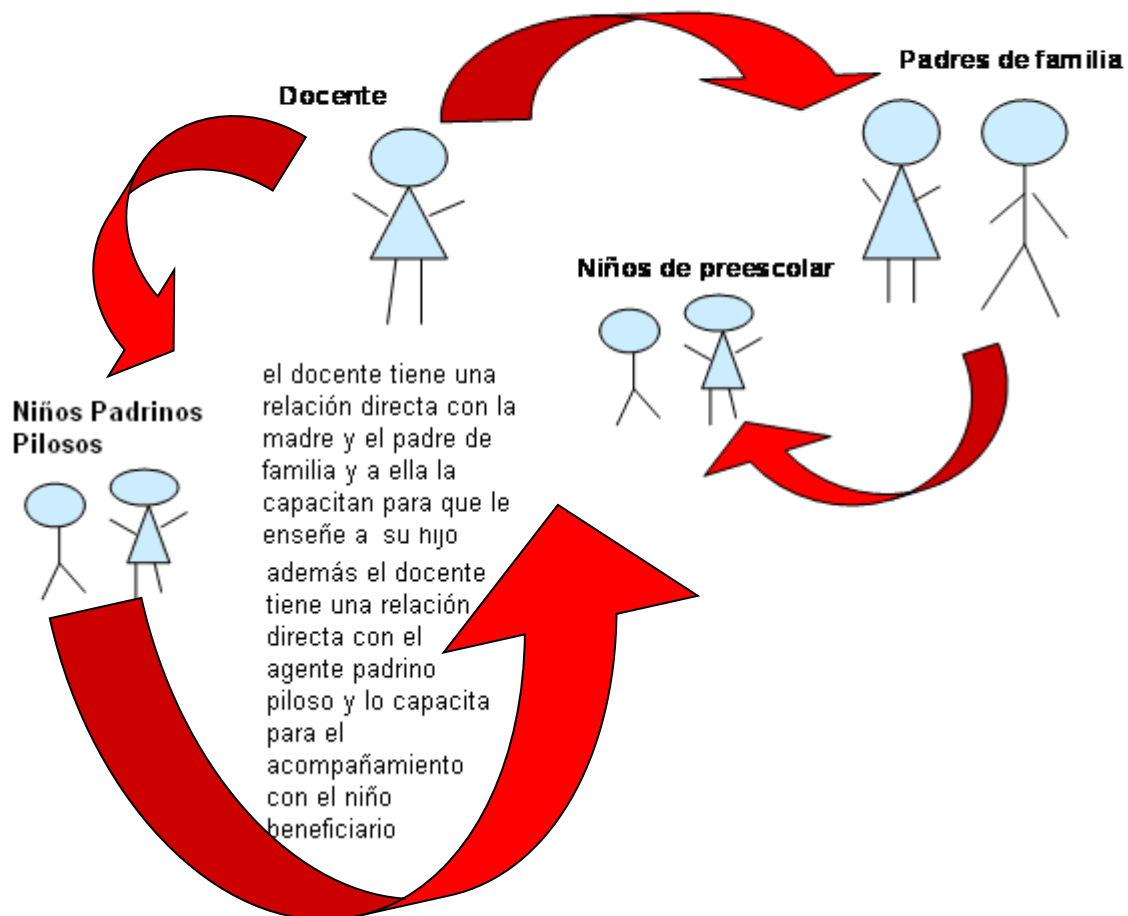 Padres de familia
Docente
Niños de preescolar
Niños Padrinos
Pilosos
el docente tiene una
relación directa con la
madre y el padre de
familia y a ella la
capacitan para que le
enseñe a su hijo
además el docente
tiene una relación
directa con el
agente padrino
piloso y lo capacita
para el
acompañamiento
con el niño
beneficiario